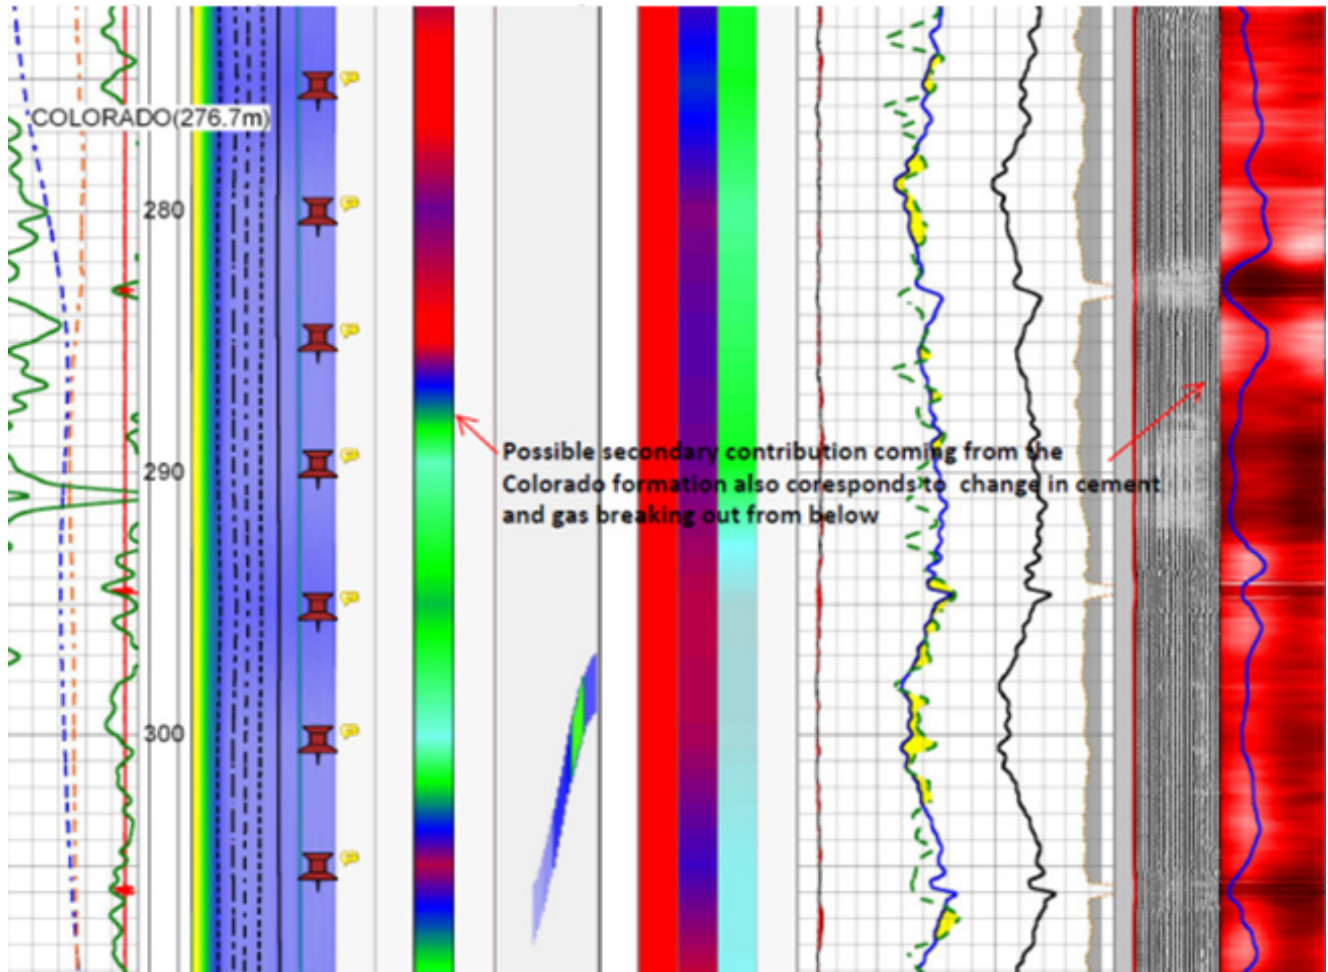 COLORADO(276.7m)
280
Possible secondary contribution coming from the
290
Colorado formation also coresponds to change in cement
and gas breaking out from below
300